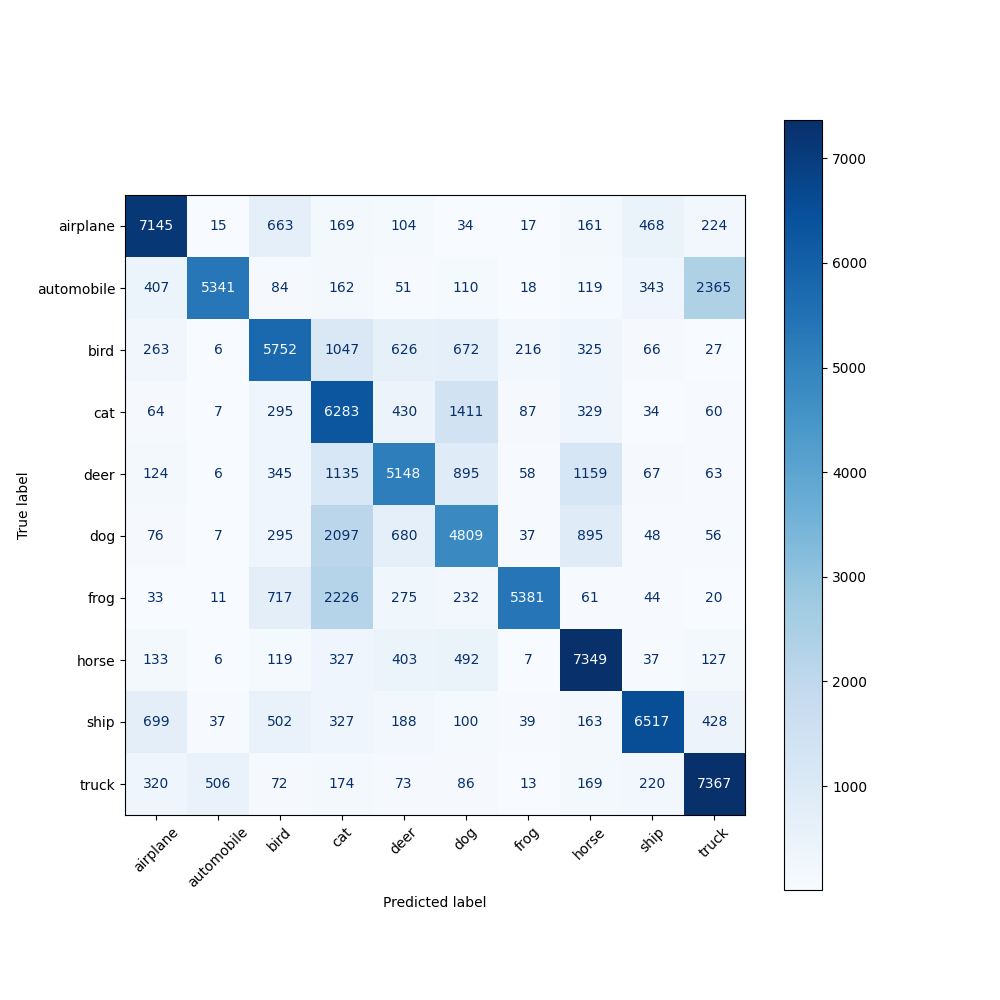 airplane 7145 15 663 169 104 34 17 161 468 224
automobile 407 5341 84 162 51 110 18 119 343 2365
bird 263 6 5752 1047 626 672 216 325 66 27
cat 64 7 295 6283 430 1411 87 329 34 60
deer 124 6 345 1135 5148 895 58 1159 67 63
dog 76 7 295 2097 680 4809 37 895 48 56
frog 33 11 717 2226 275 232 5381 61 44 20
horse 133 6 119 327 403 492 7 7349 37 127
ship 699 37 502 327 188 100 39 163 6517 428
truck 320 506 72 174 73 86 13 169 220 7367
airplane automobile bird cat deer dog frog horse ship truck
Predicted label
True label
7000
6000
5000
4000
3000
2000
1000